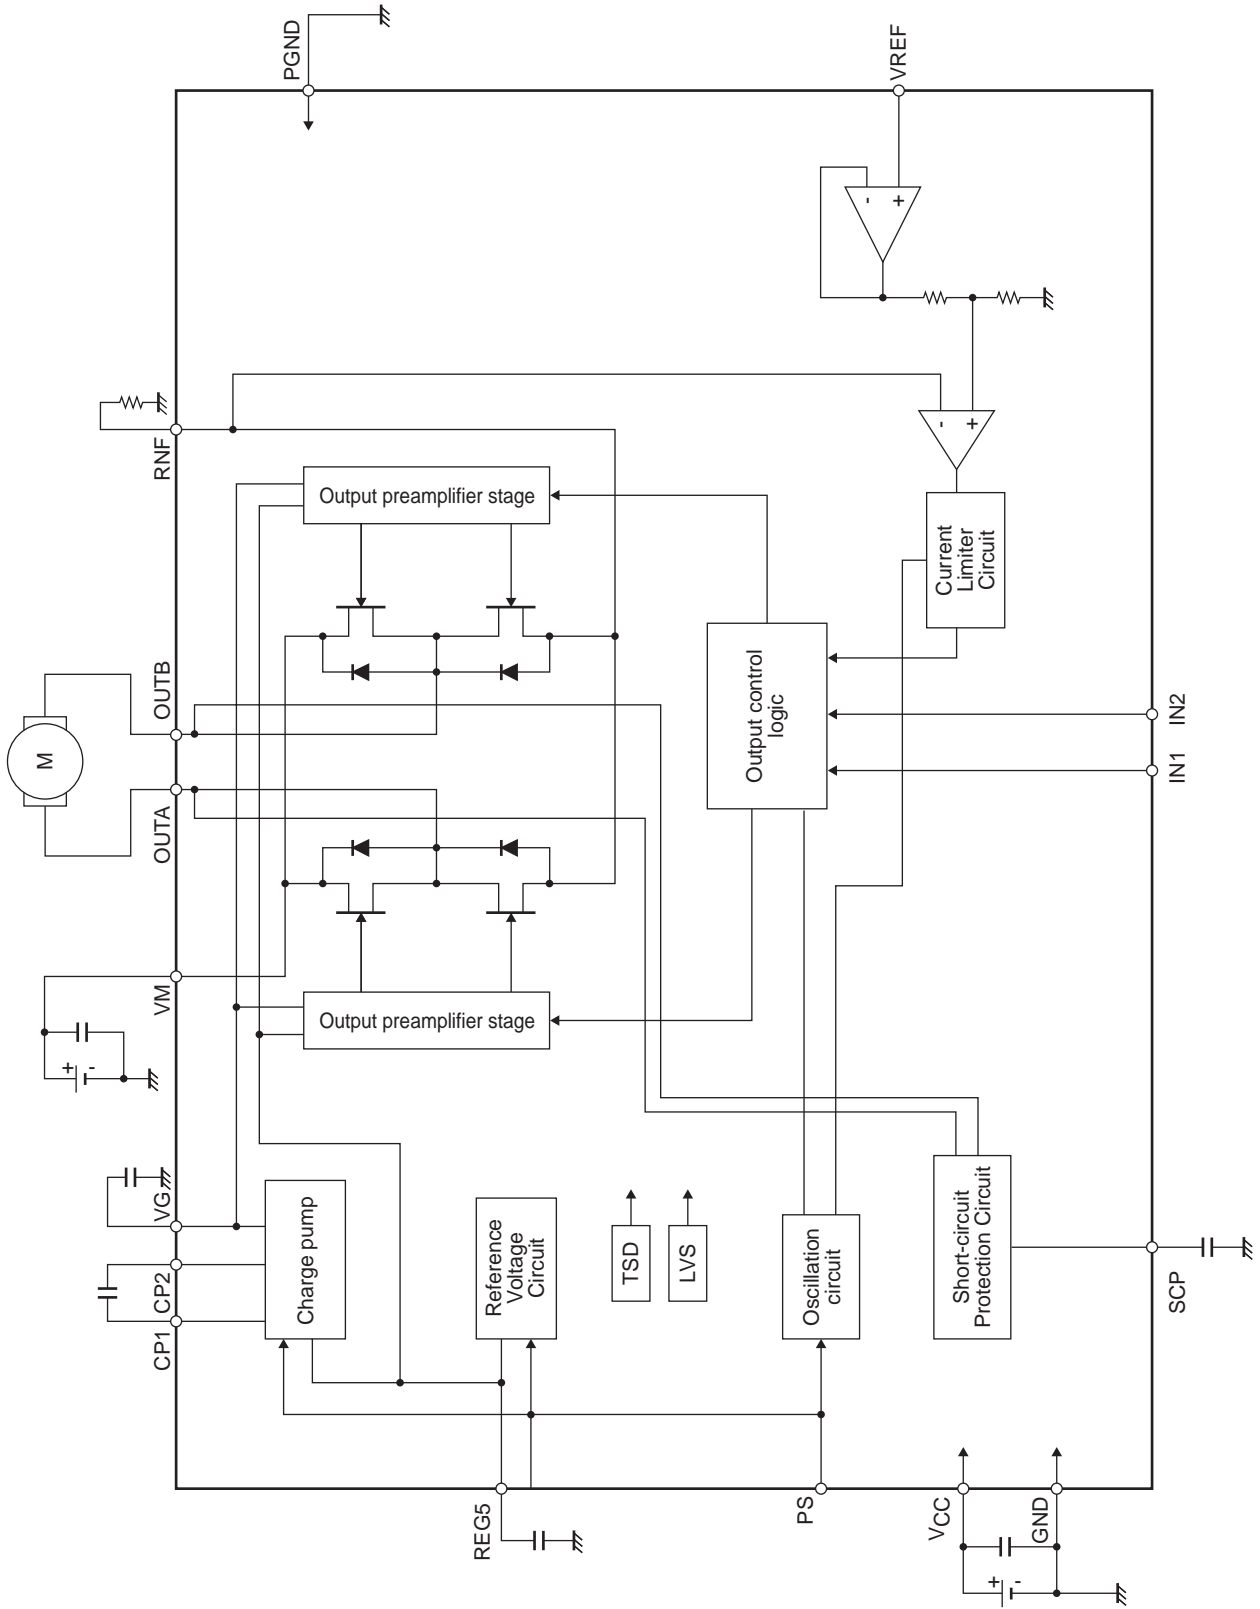 CP1
CP2
VG
VM
OUTA
OUTB
RNF
PGND
M
+
-
Charge pump
Output preamplifier stage
Output preamplifier stage
Reference
Voltage
Circuit
TSD
LVS
Oscillation
circuit
Output control
logic
Current
Limiter
Circuit
-
+
-
+
Short-circuit
Protection Circuit
REG5
PS
VCC
GND
+
-
SCP
IN1
IN2
VREF